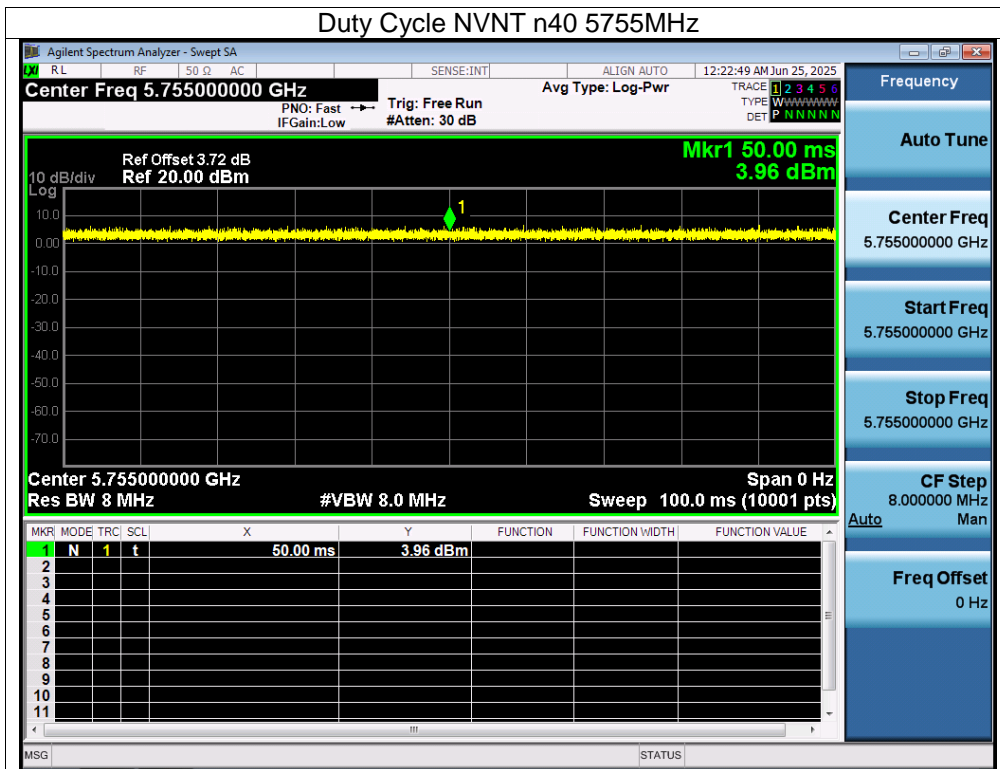 Duty Cycle NVNT n40 5755MHz
Agilent Spectrum Analyzer - Swept SA
LXI RL RF 50 Ω AC SENSE:INT ALIGN AUTO 12:22:49 AM Jun 25, 2025
Center Freq 5.755000000 GHz
PNO: Fast
IFGain:Low
Trig: Free Run
#Atten: 30 dB
Avg Type: Log-Pwr
TRACE 1 2 3 4 5 6
TYPE WWWWWW
DET P N N N N N
Mkr1 50.00 ms
3.96 dBm
Ref Offset 3.72 dB
10 dB/div Ref 20.00 dBm
Log
10.0
0.00
-10.0
-20.0
-30.0
-40.0
-50.0
-60.0
-70.0
1
Center 5.755000000 GHz Span 0 Hz
Res BW 8 MHz #VBW 8.0 MHz Sweep 100.0 ms (10001 pts)
MKR MODE TRC SCL X Y FUNCTION FUNCTION WIDTH FUNCTION VALUE
1 N 1 t 50.00 ms 3.96 dBm
2
3
4
5
6
7
8
9
10
11
MSG STATUS
Frequency
Auto Tune
Center Freq
5.755000000 GHz
Start Freq
5.755000000 GHz
Stop Freq
5.755000000 GHz
CF Step
8.000000 MHz
Auto Man
Freq Offset
0 Hz